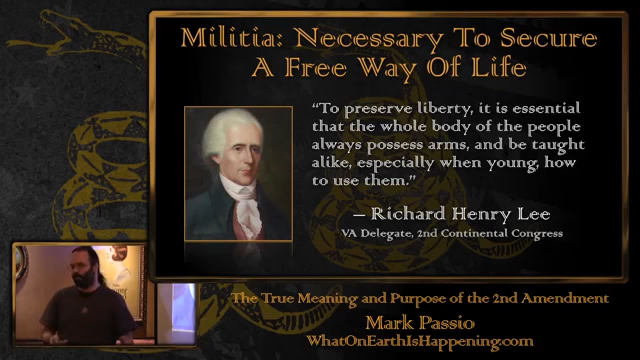 Militia: Necessary To Secure
A Free Way Of Life
“To preserve liberty, it is essential
that the whole body of the people
always possess arms, and be taught
alike, especially when young, how
to use them.”
– Richard Henry Lee
VA Delegate, 2nd Continental Congress
The True Meaning and Purpose of the 2nd Amendment
Mark Passio
WhatOnEarthIsHappening.com